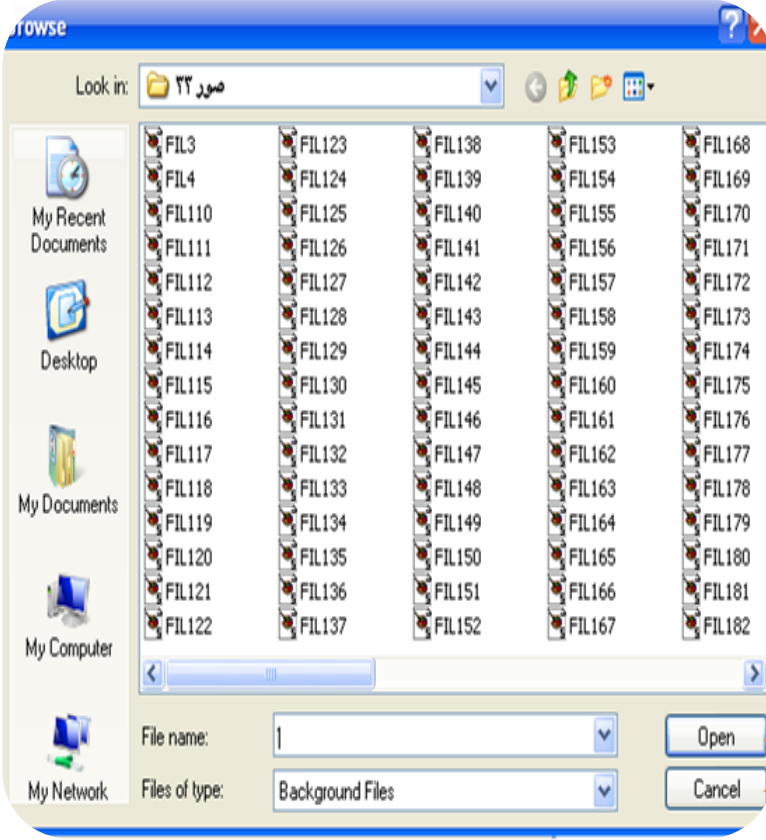 Browse
Look in: صور ٣٣
My Recent Documents
Desktop
My Documents
My Computer
My Network
FIL3 FIL123 FIL138 FIL153 FIL168
FIL4 FIL124 FIL139 FIL154 FIL169
FIL110 FIL125 FIL140 FIL155 FIL170
FIL111 FIL126 FIL141 FIL156 FIL171
FIL112 FIL127 FIL142 FIL157 FIL172
FIL113 FIL128 FIL143 FIL158 FIL173
FIL114 FIL129 FIL144 FIL159 FIL174
FIL115 FIL130 FIL145 FIL160 FIL175
FIL116 FIL131 FIL146 FIL161 FIL176
FIL117 FIL132 FIL147 FIL162 FIL177
FIL118 FIL133 FIL148 FIL163 FIL178
FIL119 FIL134 FIL149 FIL164 FIL179
FIL120 FIL135 FIL150 FIL165 FIL180
FIL121 FIL136 FIL151 FIL166 FIL181
FIL122 FIL137 FIL152 FIL167 FIL182
File name: 1
Open
Files of type: Background Files
Cancel